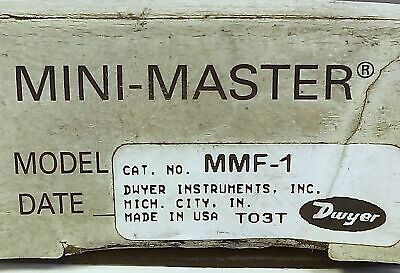 MINI-MASTER®
MODEL CAT. NO. MMF-1
DWYER INSTRUMENTS, INC.
DATE MICH. CITY, IN.
MADE IN USA T03T Dwyer